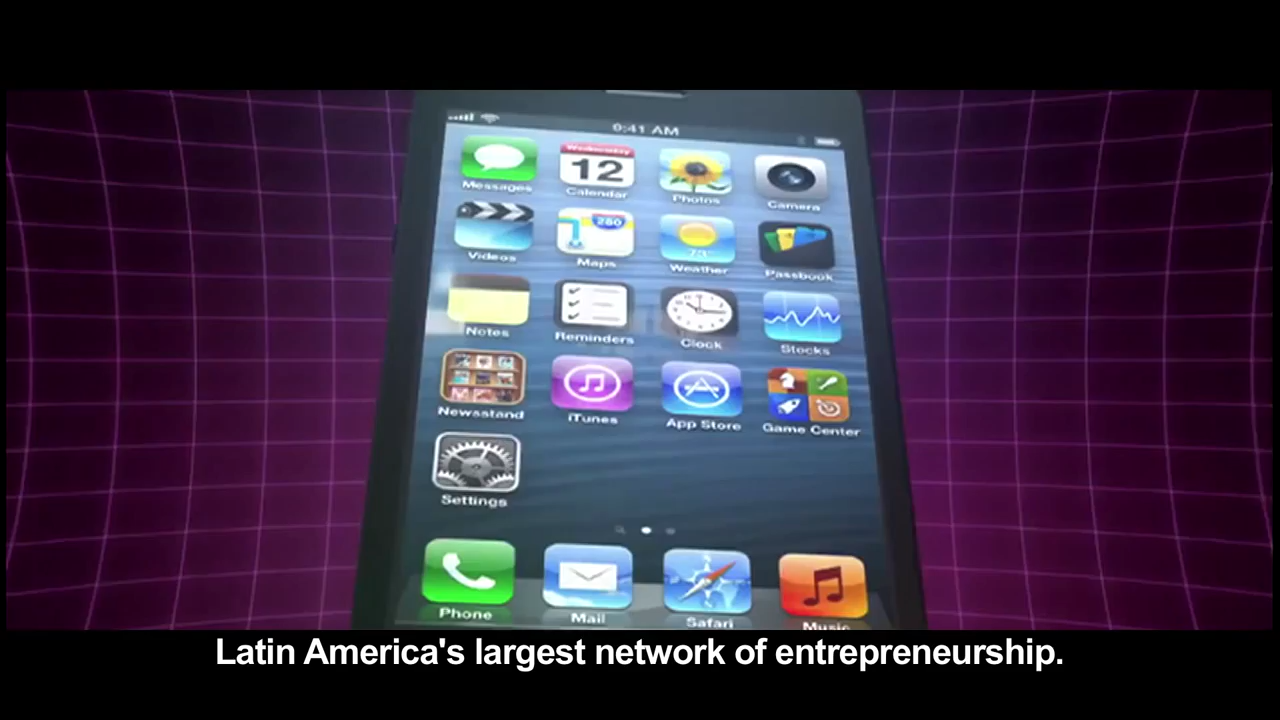 0:41 AM
Wednesday
12
Messages
Calendar
Photos
Camera
280
73°
Videos
Maps
Weather
Passbook
Notes
Reminders
Clock
Stocks
Newsstand
iTunes
App Store
Game Center
Settings
Phone
Mail
Safari
Music
Latin America's largest network of entrepreneurship.